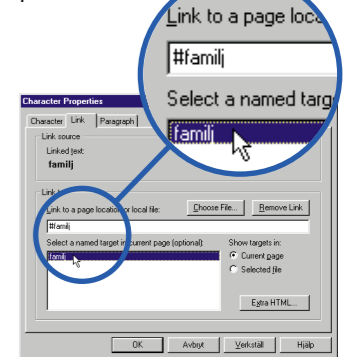 Link to a page loca
#familj
Select a named targ
familj
Character Properties
Character Link Paragraph
Link source
Linked text:
familj
Link to a page location or local file:
Choose File... Remove Link
#familj
Select a named target in current page (optional):
Show targets in:
familj
Current page
Selected file
Extra HTML...
OK Avbryt Verkställ Hjälp